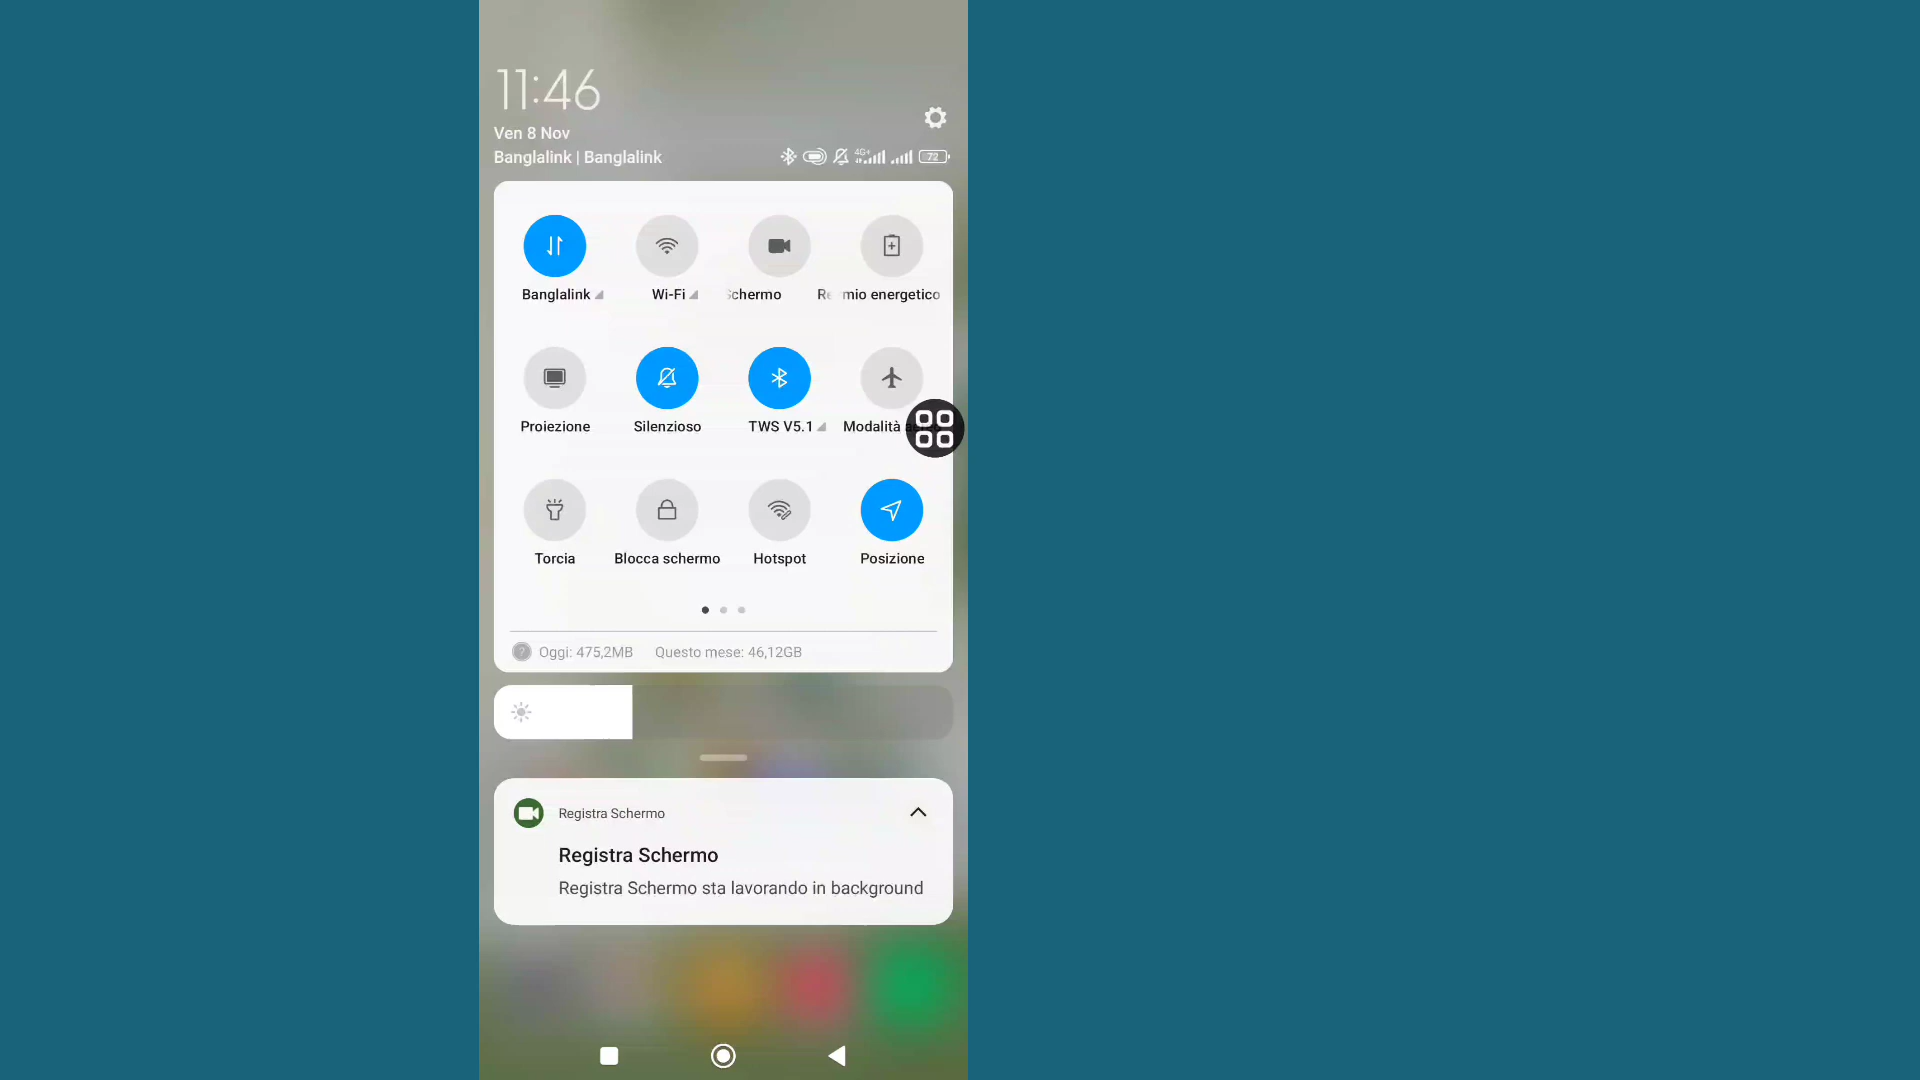 11:46
Ven 8 Nov
Banglalink | Banglalink
4G+
72
Banglalink
Wi-Fi
Schermo
energetico
Proiezione
Silenzioso
TWS V5.1
Modalità
Torcia
Blocca schermo
Hotspot
Posizione
? Oggi: 475,2MB Questo mese: 46,12GB
Registra Schermo
Registra Schermo
Registra Schermo sta lavorando in background